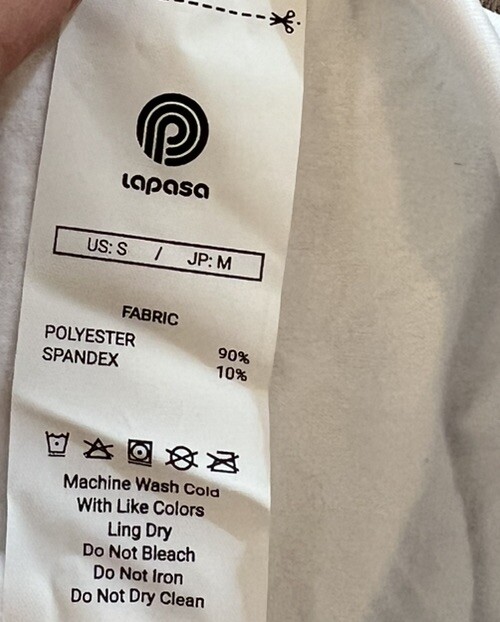 Lapasa
US: S / JP: M
FABRIC
POLYESTER 90%
SPANDEX 10%
Machine Wash Cold
With Like Colors
Ling Dry
Do Not Bleach
Do Not Iron
Do Not Dry Clean